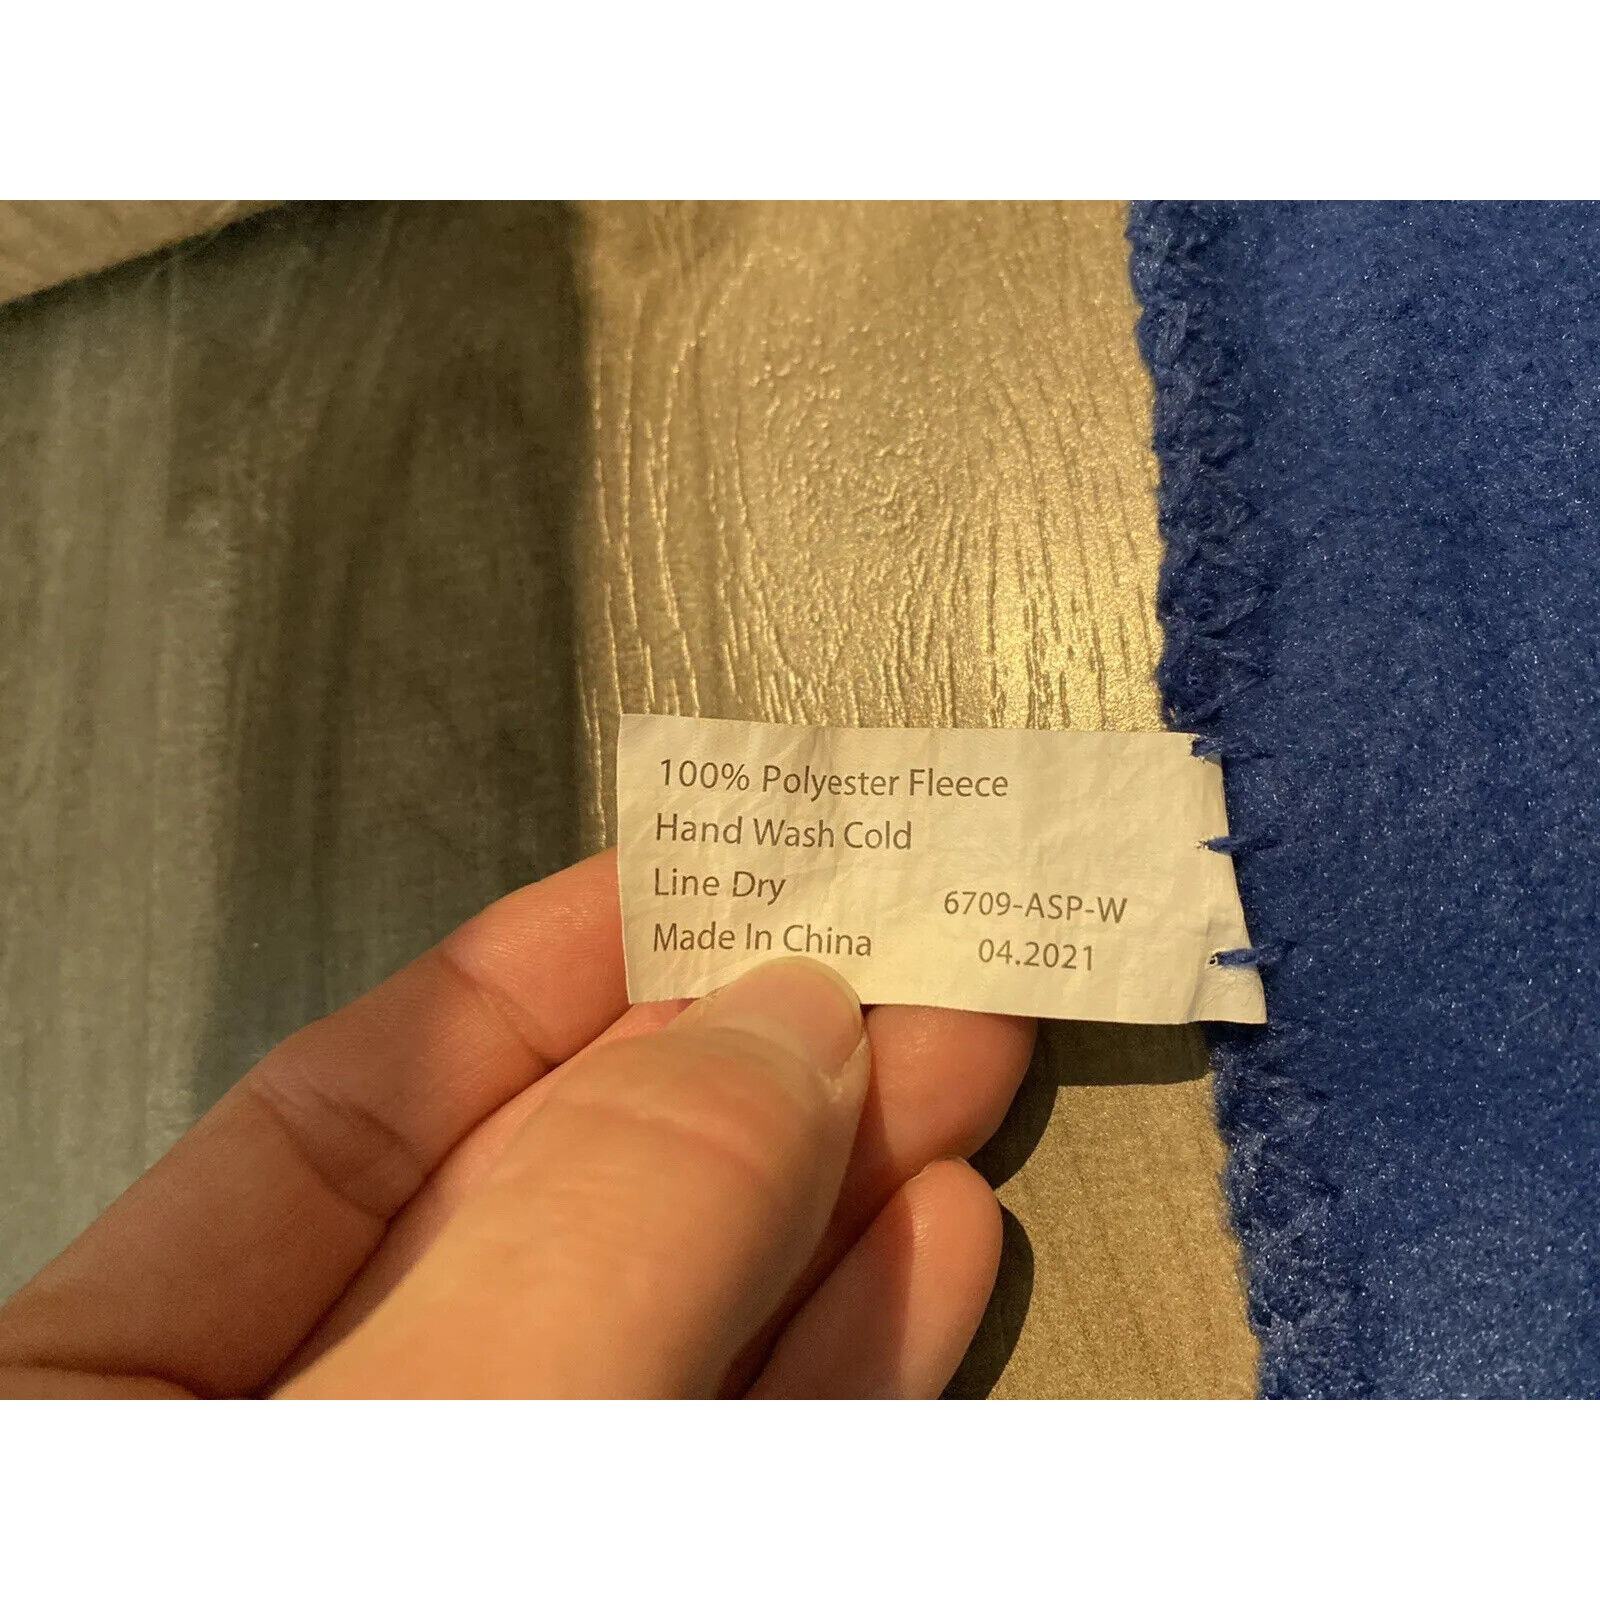 100% Polyester Fleece
Hand Wash Cold
Line Dry
Made In China
6709-ASP-W
04.2021